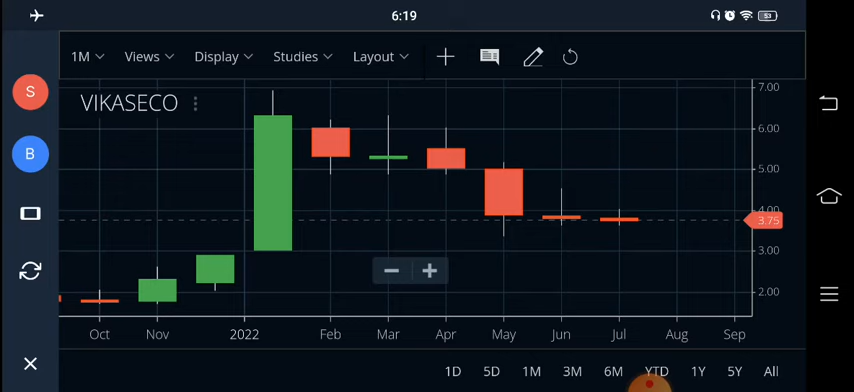 6:19
53
1M Views Display Studies Layout
S
B
VIKASECO
7.00
6.00
5.00
4.00
3.75
3.00
2.00
Oct Nov 2022 Feb Mar Apr May Jun Jul Aug Sep
1D 5D 1M 3M 6M YTD 1Y 5Y All